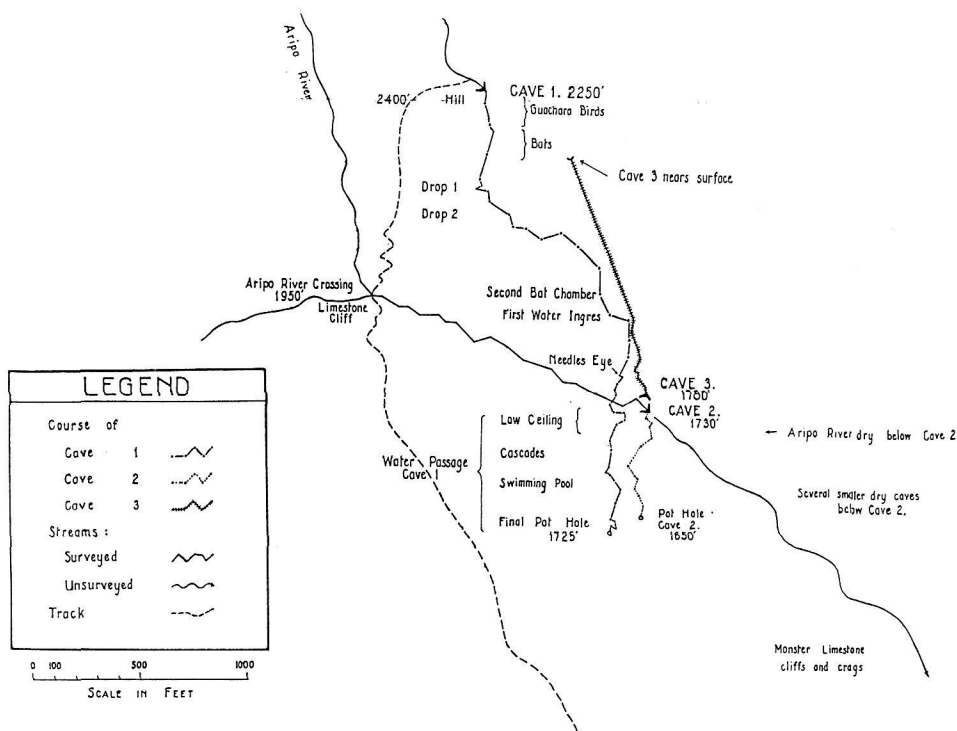 Aripo River
CAVE 1. 2250'
2400'- -Hill
Guacharo Birds
Bats
Cave 3 nears surface
Drop 1
Drop 2
Aripo River Crossing
1950'
Limestone
Cliff
Second Bat Chamber
First Water Ingres
Needles Eye
CAVE 3.
1780'
CAVE 2.
1730'
Aripo River dry below Cave 2
Low Ceiling
Cascades
Water Passage
Cave 1
Swimming Pool
Several smaller dry caves
below Cave 2.
Final Pot Hole
1725'
Pot Hole
Cave 2.
1650'
Monster Limestone
cliffs and crags
LEGEND
Course of
Cave 1
Cave 2
Cave 3
Streams :
Surveyed
Unsurveyed
Track
0 100 500 1000
SCALE IN FEET